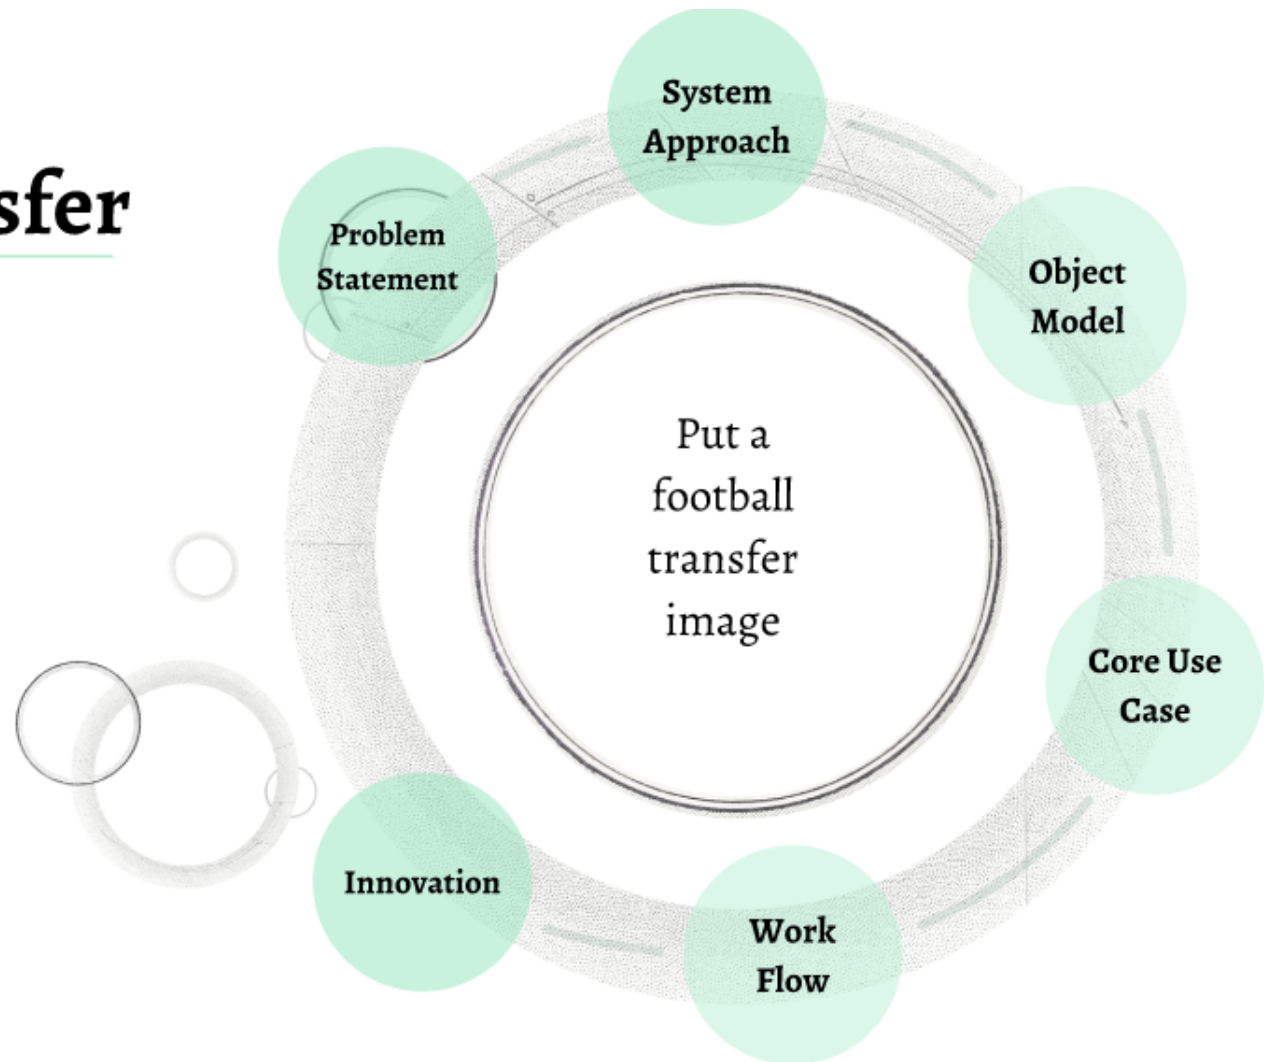 sfer
System
Approach
Problem
Statement
Object
Model
Put a
football
transfer
image
Core Use
Case
Innovation
Work
Flow